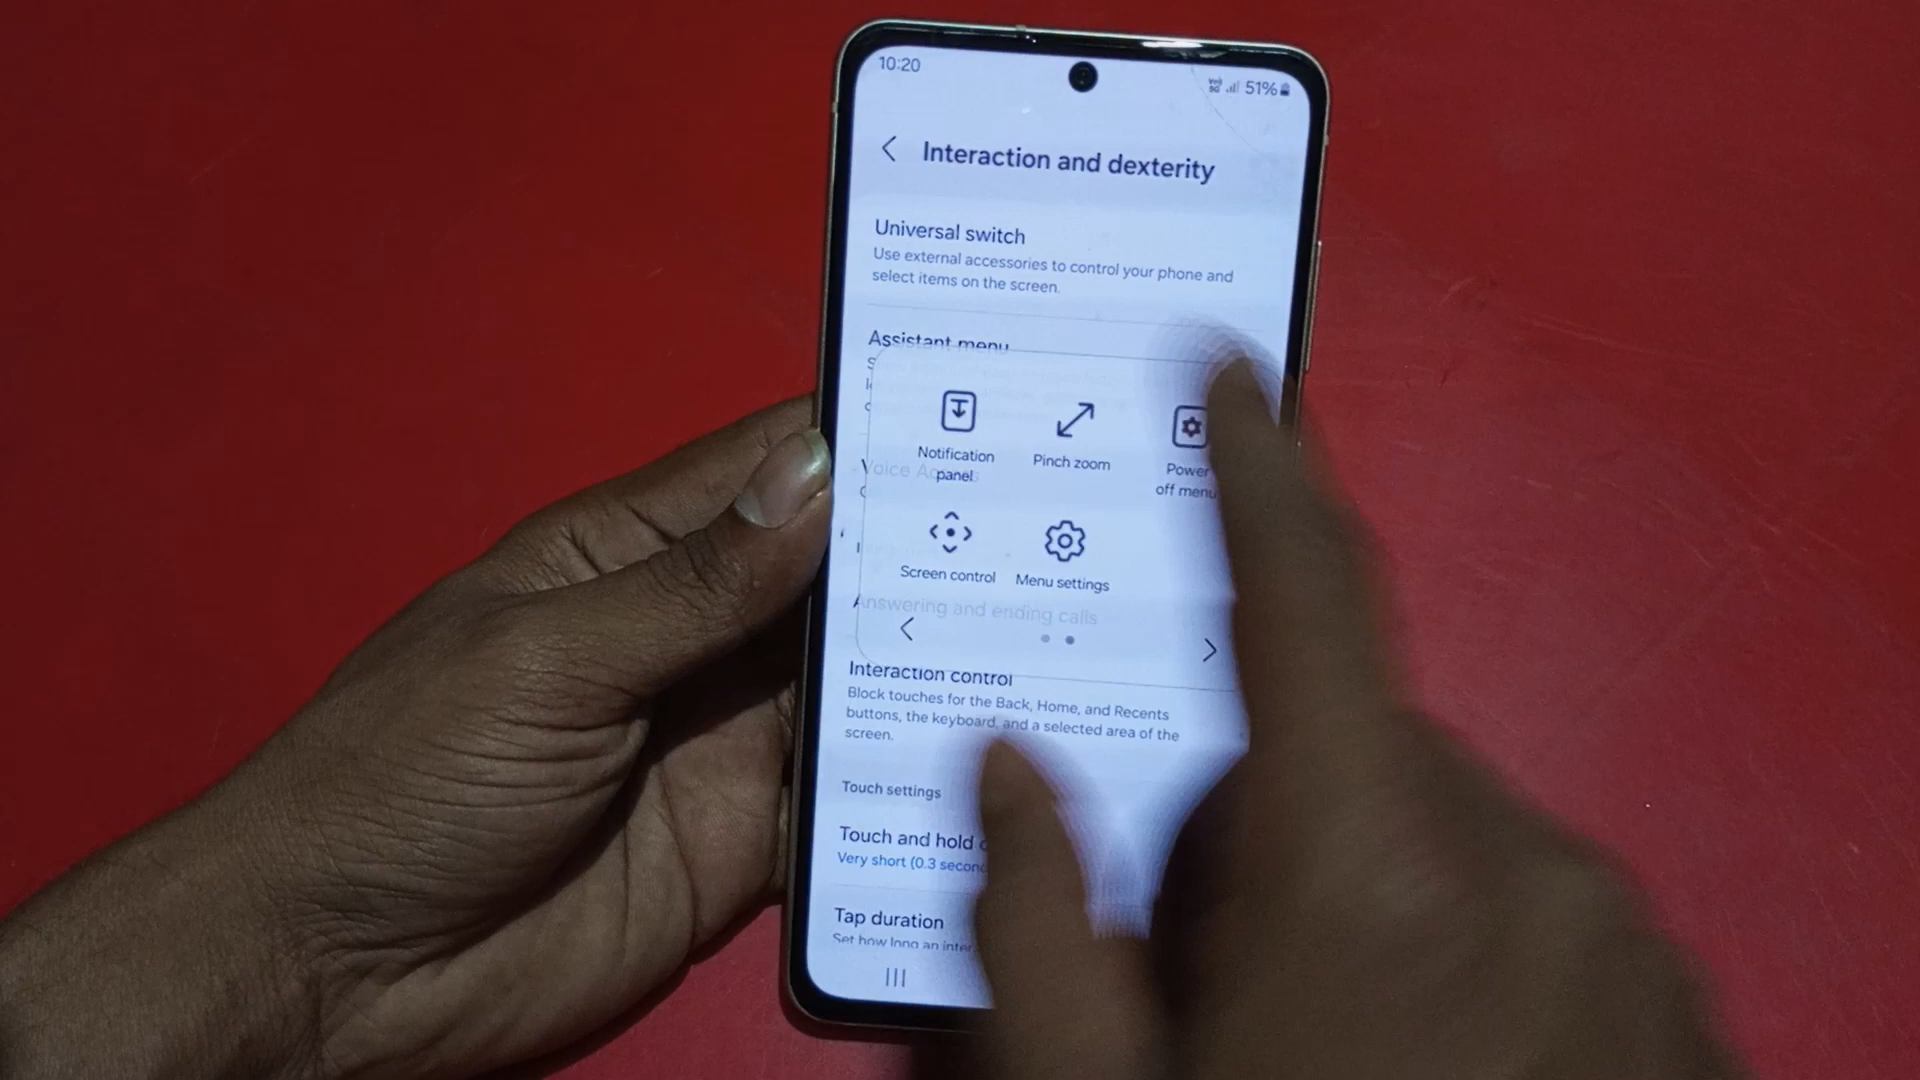 10:20
51%
Interaction and dexterity
Universal switch
Use external accessories to control your phone and
select items on the screen.
Assistant menu
Notification
panel
Pinch zoom
Power
off menu
Voice
Screen control
Menu settings
Answering and ending calls
Interaction control
Block touches for the Back, Home, and Recents
buttons, the keyboard, and a selected area of the
screen.
Touch settings
Touch and hold
Very short (0.3
Tap duration
Set how long an